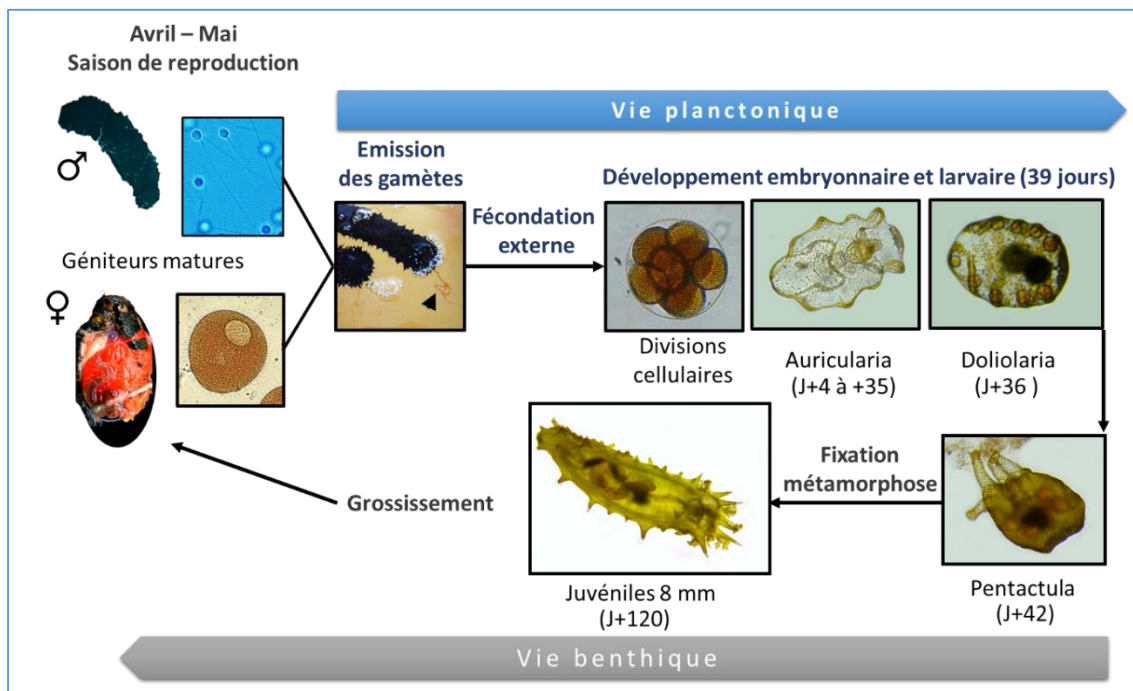 Avril – Mai
Saison de reproduction
Vie planctonique
♂
Emission
des gamètes
Développement embryonnaire et larvaire (39 jours)
Fécondation
externe
Géniteurs matures
♀
Divisions
cellulaires
Auricularia
(J+4 à +35)
Doliolaria
(J+36 )
Fixation
métamorphose
Grossissement
Juvéniles 8 mm
(J+120)
Pentactula
(J+42)
Vie benthique